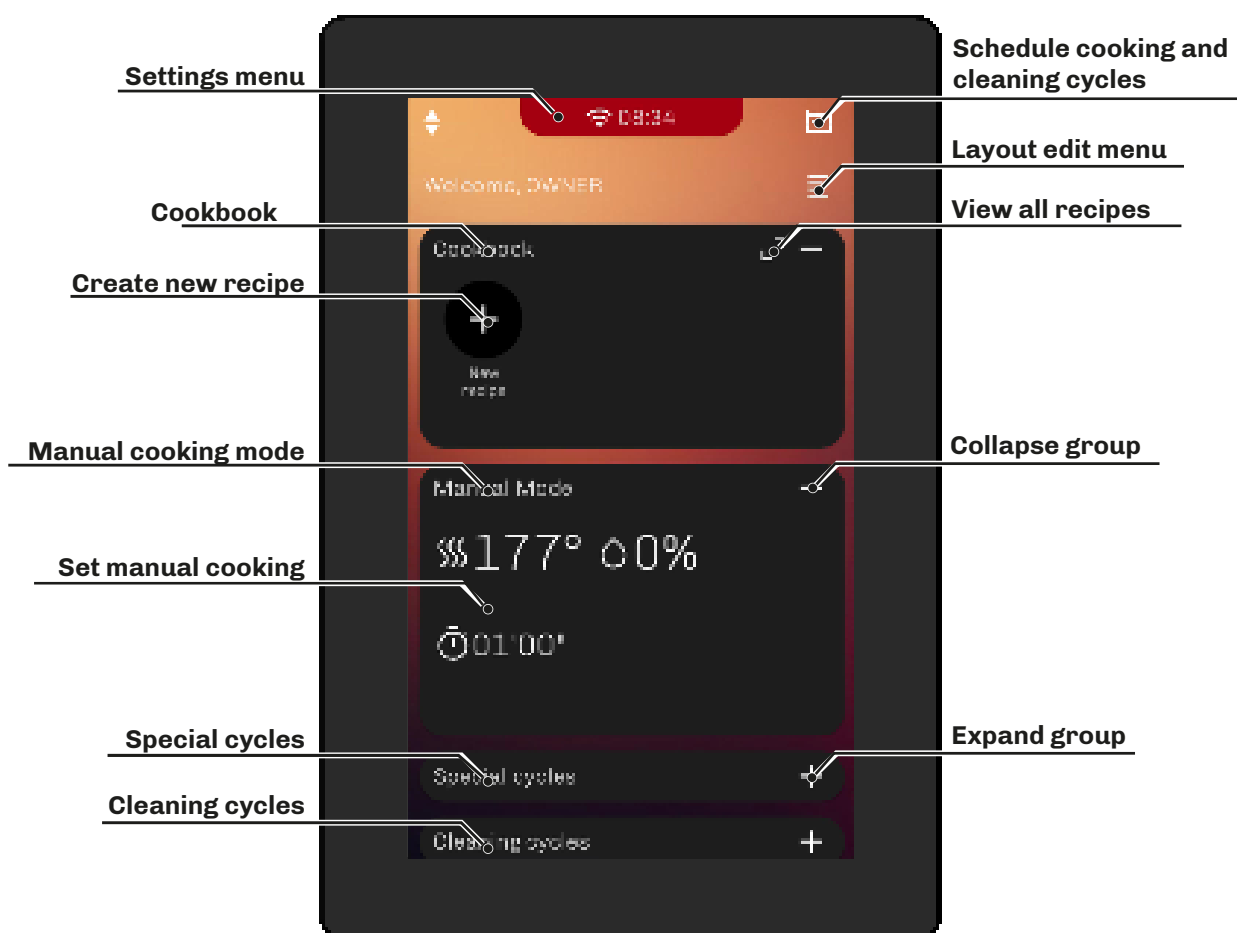 Settings menu
Schedule cooking and
cleaning cycles
Layout edit menu
Welcome, OWNER
Cookbook
View all recipes
Cookbook
Create new recipe
New
recipe
Manual cooking mode
Collapse group
Manual Mode
177° 0%
Set manual cooking
01'00"
Special cycles
Expand group
Special cycles
Cleaning cycles
Cleaning cycles